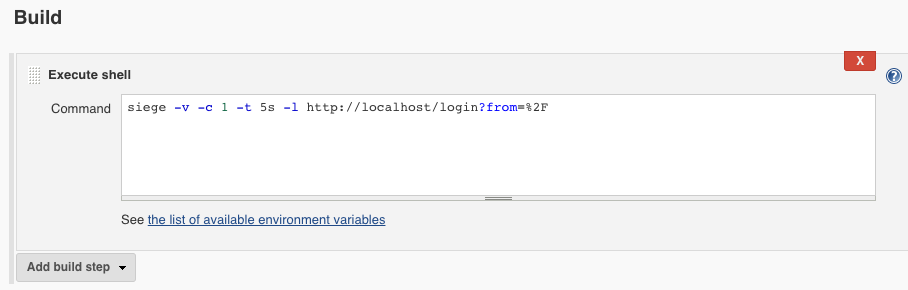 Build
X
Execute shell
?
Command
siege -v -c 1 -t 5s -l http://localhost/login?from=%2F
See the list of available environment variables
Add build step